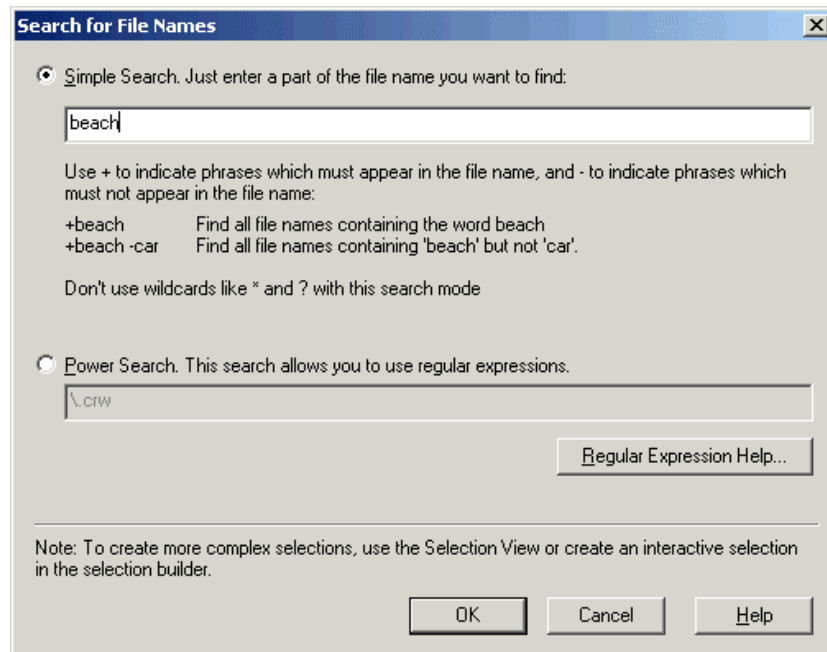 Search for File Names
Simple Search. Just enter a part of the file name you want to find:
beach
Use + to indicate phrases which must appear in the file name, and - to indicate phrases which
must not appear in the file name:
+beach Find all file names containing the word beach
+beach -car Find all file names containing 'beach' but not 'car'.
Don't use wildcards like * and ? with this search mode
Power Search. This search allows you to use regular expressions.
\.crw
Regular Expression Help...
Note: To create more complex selections, use the Selection View or create an interactive selection
in the selection builder.
OK Cancel Help